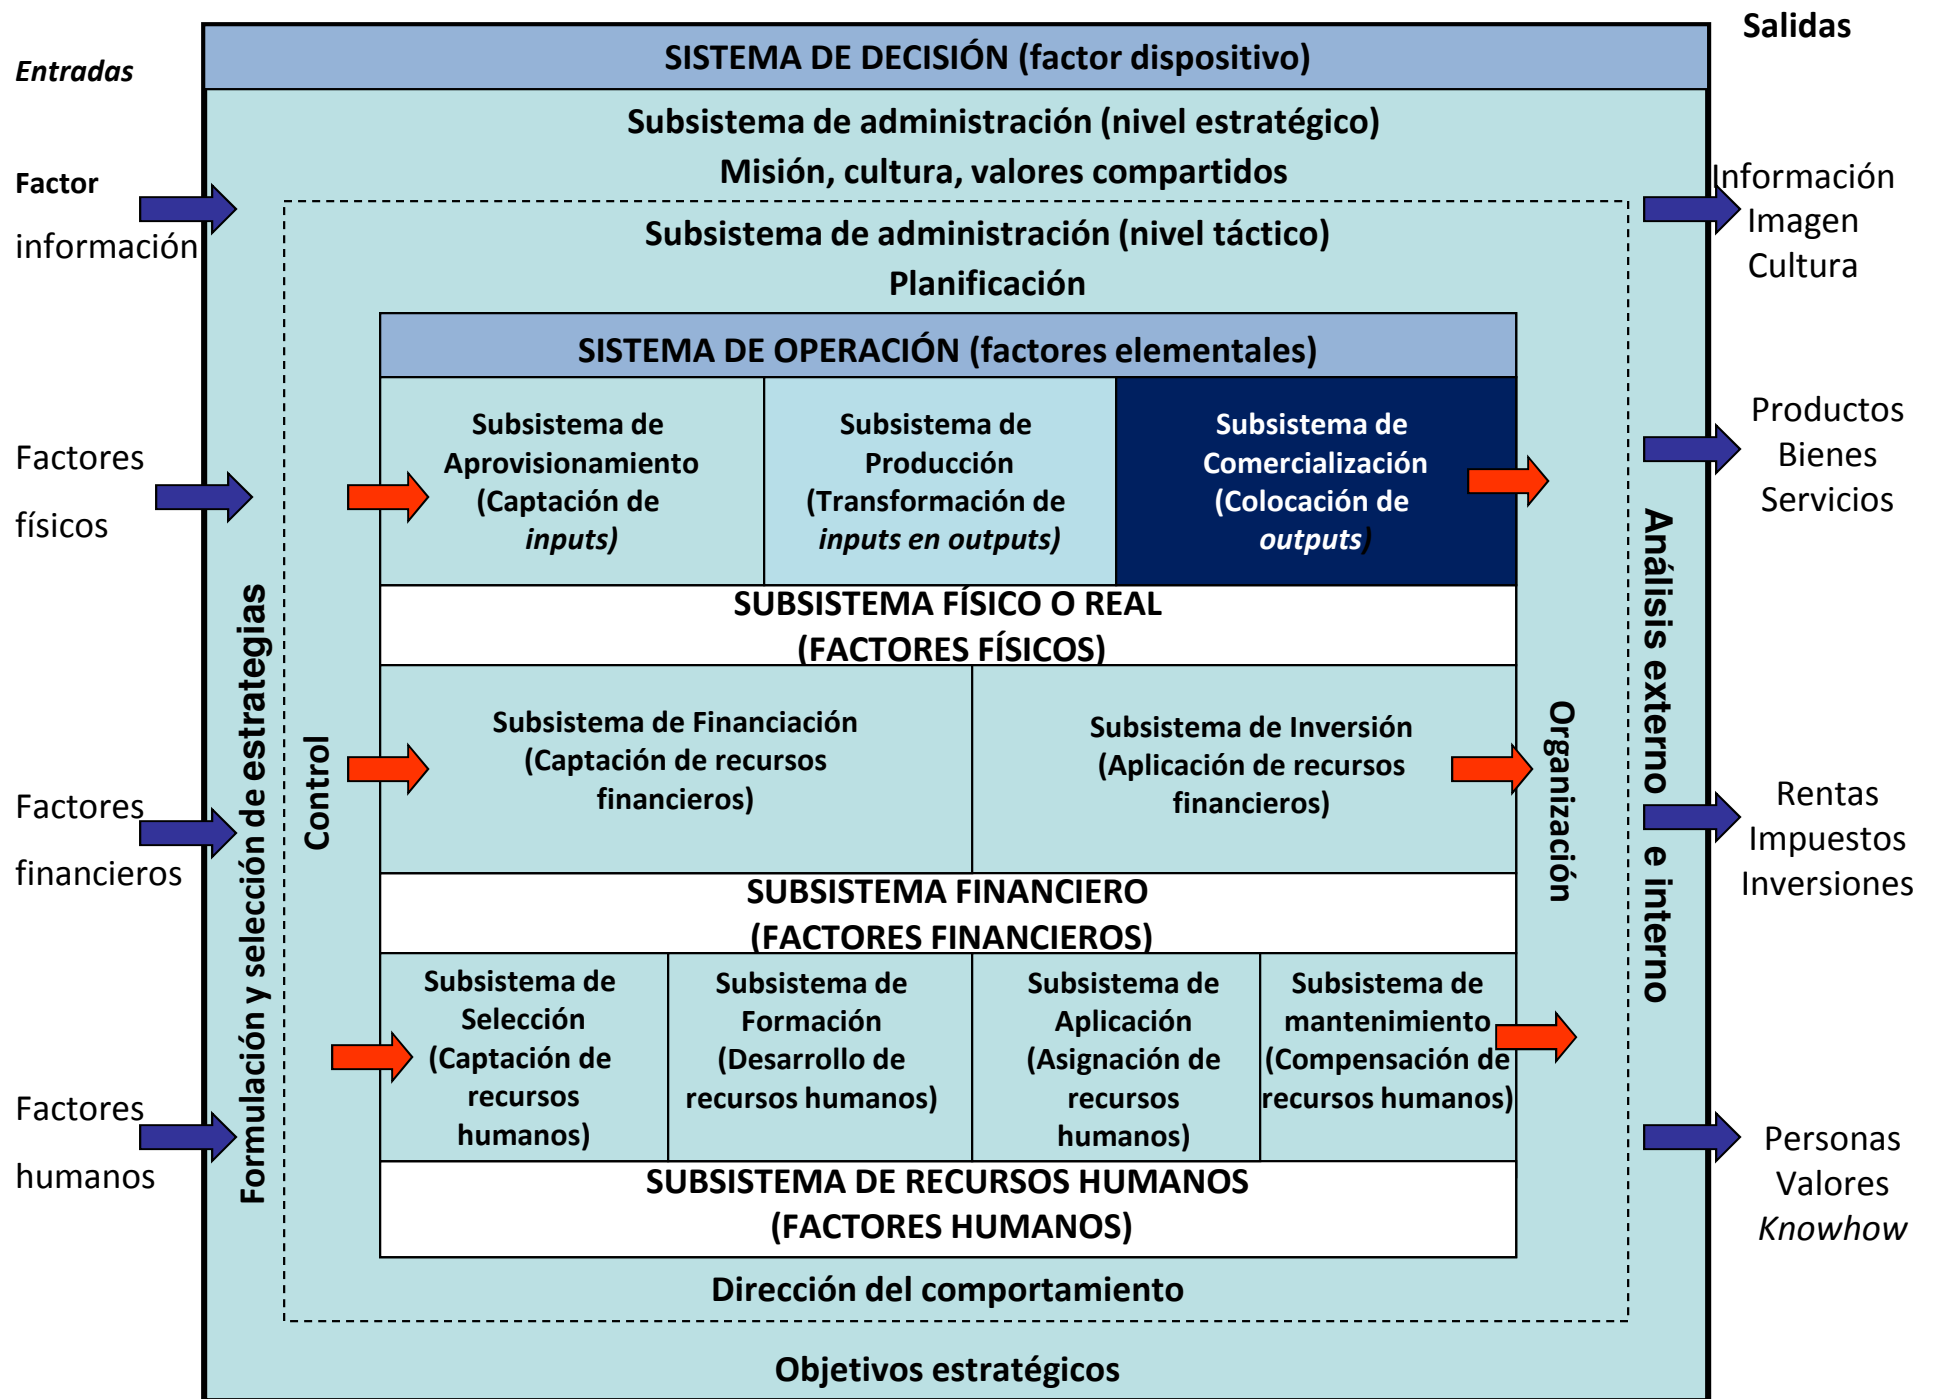 Salidas
Entradas
SISTEMA DE DECISIÓN (factor dispositivo)
Subsistema de administración (nivel estratégico)
Misión, cultura, valores compartidos
Factor
información
Información
Imagen
Cultura
Subsistema de administración (nivel táctico)
Planificación
SISTEMA DE OPERACIÓN (factores elementales)
Factores
físicos
Subsistema de
Aprovisionamiento
(Captación de
inputs)
Subsistema de
Producción
(Transformación de
inputs en outputs)
Subsistema de
Comercialización
(Colocación de
outputs)
Productos
Bienes
Servicios
SUBSISTEMA FÍSICO O REAL
(FACTORES FÍSICOS)
Formulación y selección de estrategias
Control
Subsistema de Financiación
(Captación de recursos
financieros)
Subsistema de Inversión
(Aplicación de recursos
financieros)
Organización
Análisis externo e interno
Factores
financieros
Rentas
Impuestos
Inversiones
SUBSISTEMA FINANCIERO
(FACTORES FINANCIEROS)
Subsistema de
Selección
(Captación de
recursos
humanos)
Subsistema de
Formación
(Desarrollo de
recursos humanos)
Subsistema de
Aplicación
(Asignación de
recursos
humanos)
Subsistema de
mantenimiento
(Compensación de
recursos humanos)
Factores
humanos
Personas
Valores
Knowhow
SUBSISTEMA DE RECURSOS HUMANOS
(FACTORES HUMANOS)
Dirección del comportamiento
Objetivos estratégicos